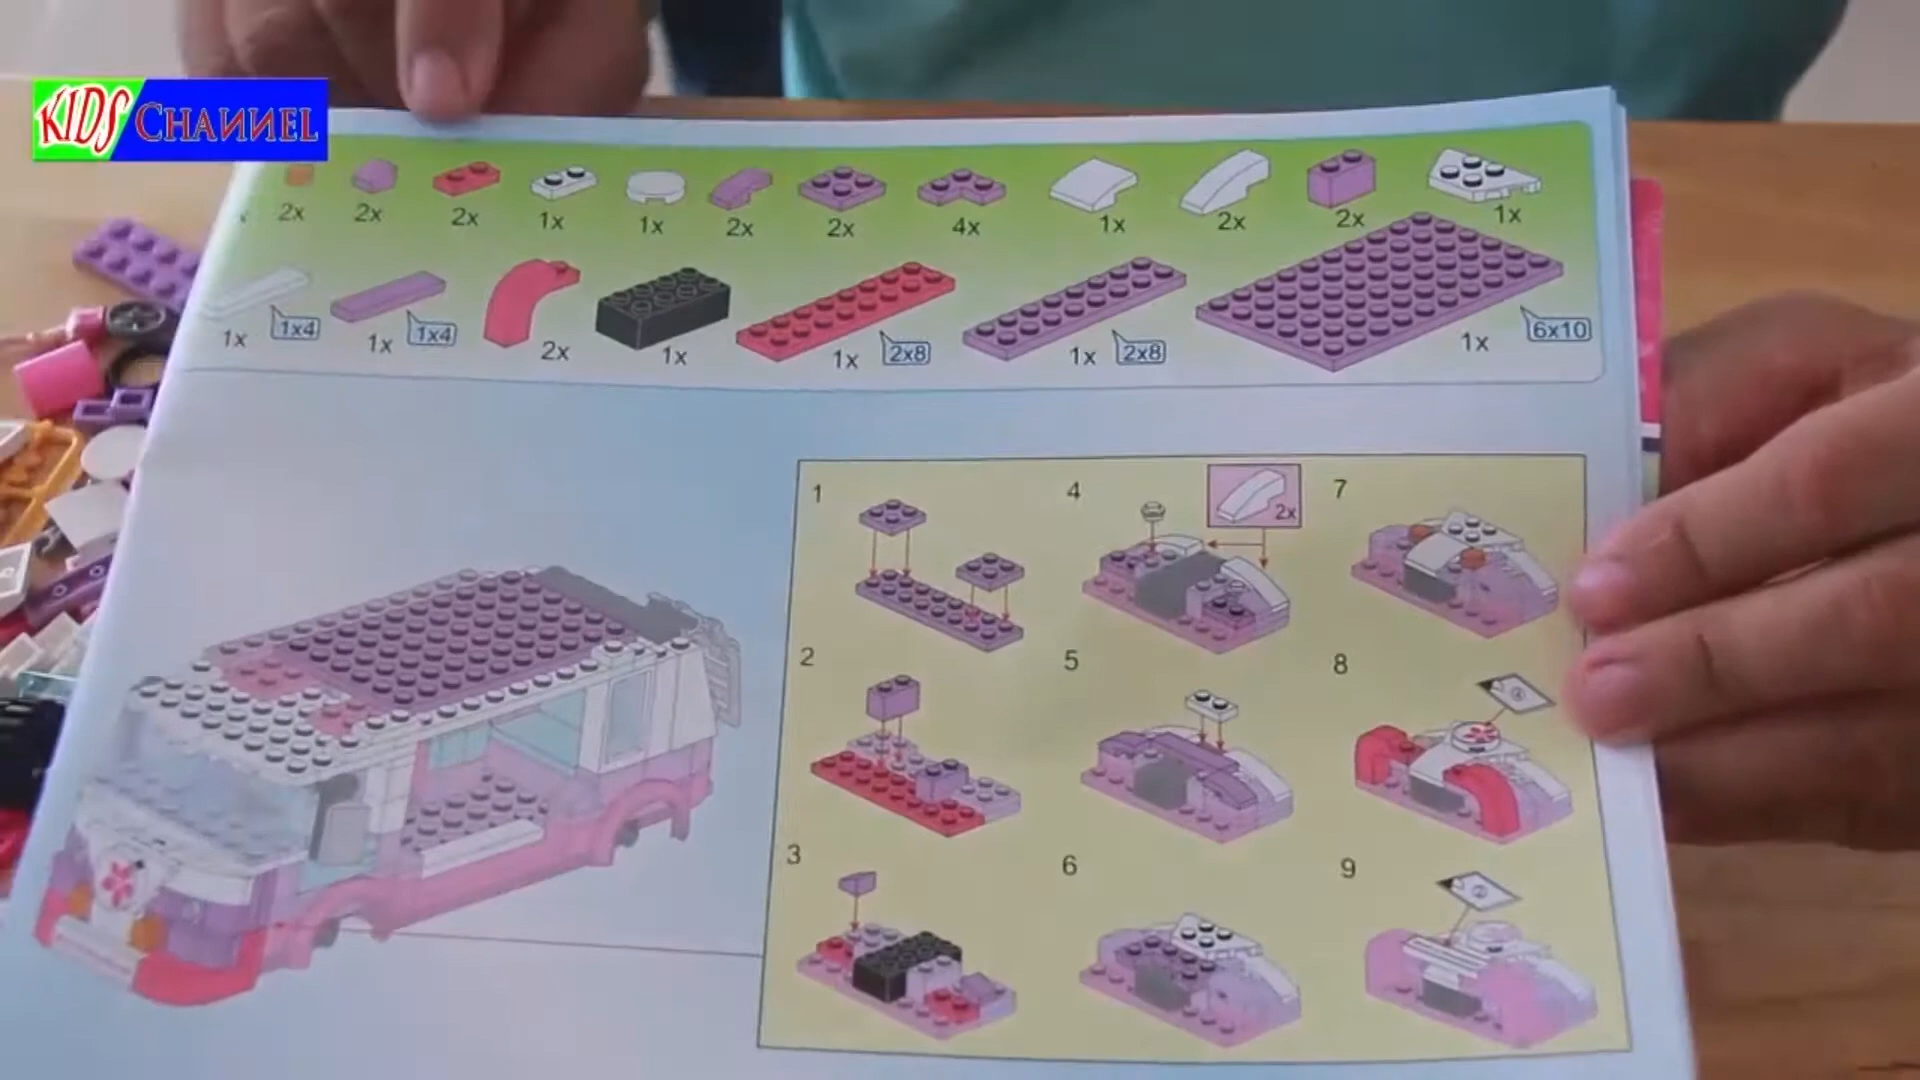 KIDS CHANNEL
2x 2x 2x 1x 1x 2x 2x 4x 1x 2x 2x 1x
1x 1x4 1x 1x4 2x 1x 1x 2x8 1x 2x8 1x 6x10
1
2
3
4
2x
5
6
7
8
9